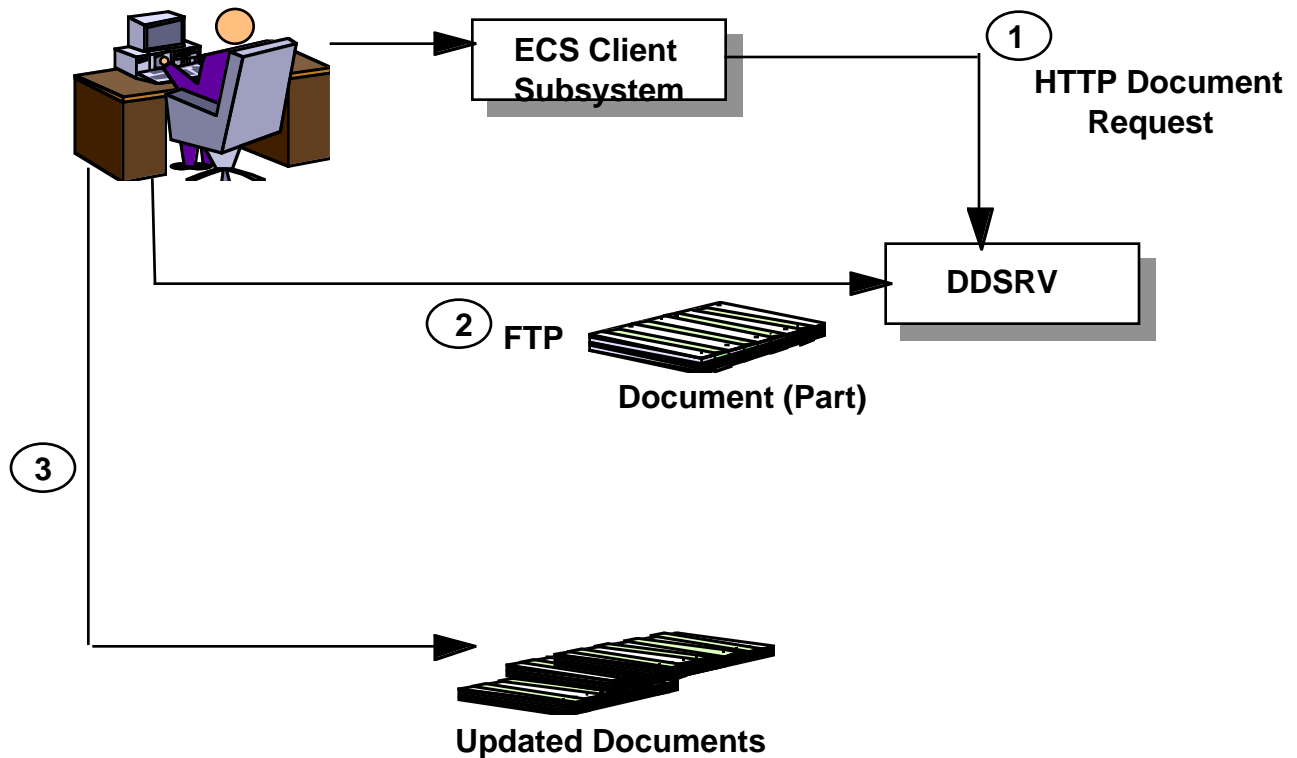 ECS Client
Subsystem
1
HTTP Document
Request
DDSRV
2
FTP
Document (Part)
3
Updated Documents